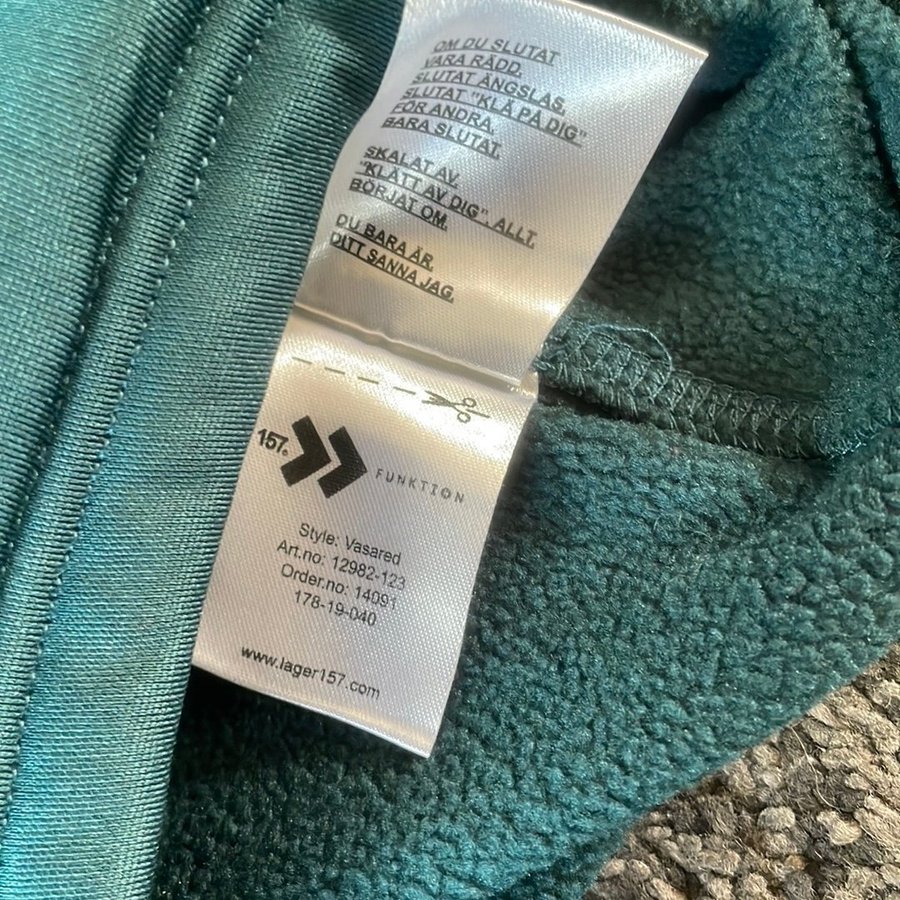 OM DU SLUTAT
VARA RÄDD.
SLUTAT ÄNGSLAS.
SLUTAT "KLÄ PÅ DIG"
FÖR ANDRA.
BARA SLUTAT.
SKALAT AV.
"KLÄTT AV DIG". ALLT.
BÖRJAT OM.
DU BARA ÄR.
DITT SANNA JAG.
157.
FUNKTION
Style: Vasared
Art.no: 12982-123
Order.no: 14091
178-19-040
www.lager157.com